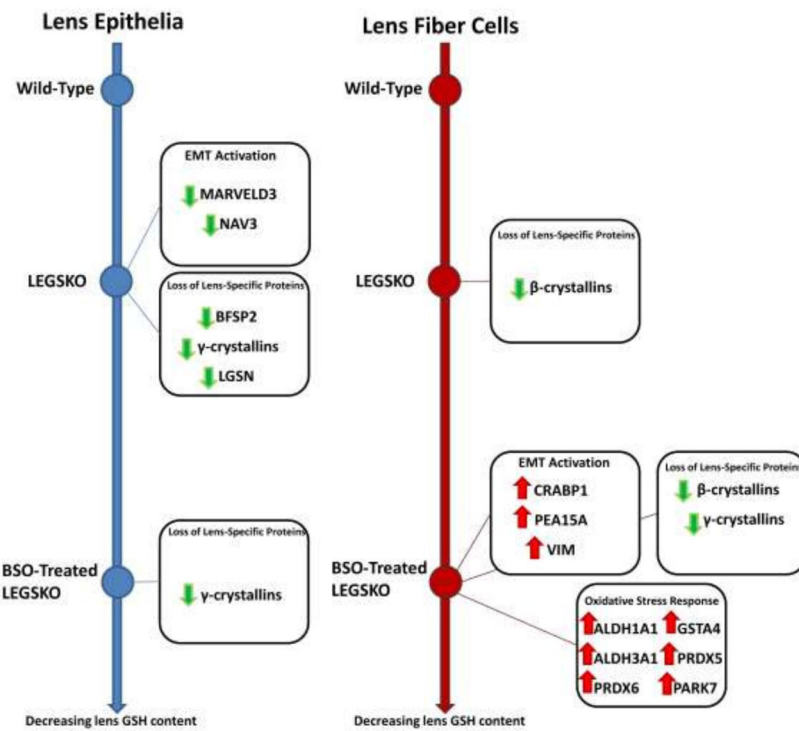 Lens Epithelia
Wild-Type
EMT Activation
MARVELD3
NAV3
LEGSKO
Loss of Lens-Specific Proteins
BFSP2
γ-crystallins
LGSN
BSO-Treated
LEGSKO
Loss of Lens-Specific Proteins
γ-crystallins
Decreasing lens GSH content
Lens Fiber Cells
Wild-Type
LEGSKO
Loss of Lens-Specific Proteins
β-crystallins
BSO-Treated
LEGSKO
EMT Activation
CRABP1
PEA15A
VIM
Loss of Lens-Specific Proteins
β-crystallins
γ-crystallins
Oxidative Stress Response
ALDH1A1 GSTA4
ALDH3A1 PRDX5
PRDX6 PARK7
Decreasing lens GSH content